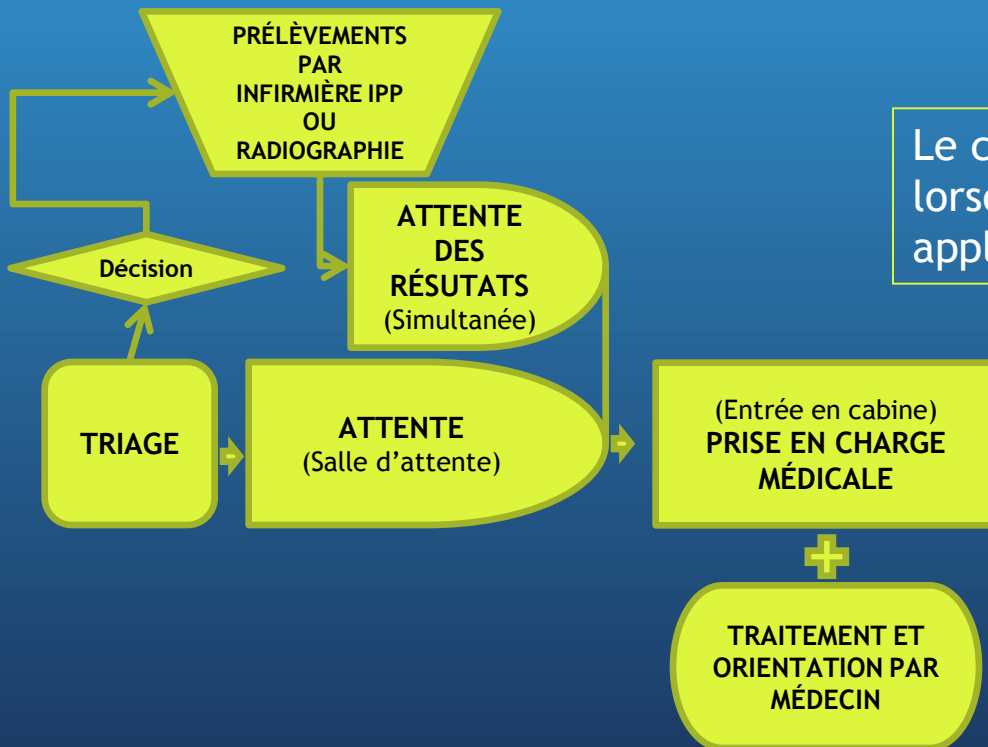 PRÉLÈVEMENTS
PAR
INFIRMIÈRE IPP
OU
RADIOGRAPHIE
Le
ATTENTE
DES
RÉSUTATS
(Simultanée)
Décision
TRIAGE
ATTENTE
(Salle d'attente)
(Entrée en cabine)
PRISE EN CHARGE
MÉDICALE
TRAITEMENT ET
ORIENTATION PAR
MÉDECIN